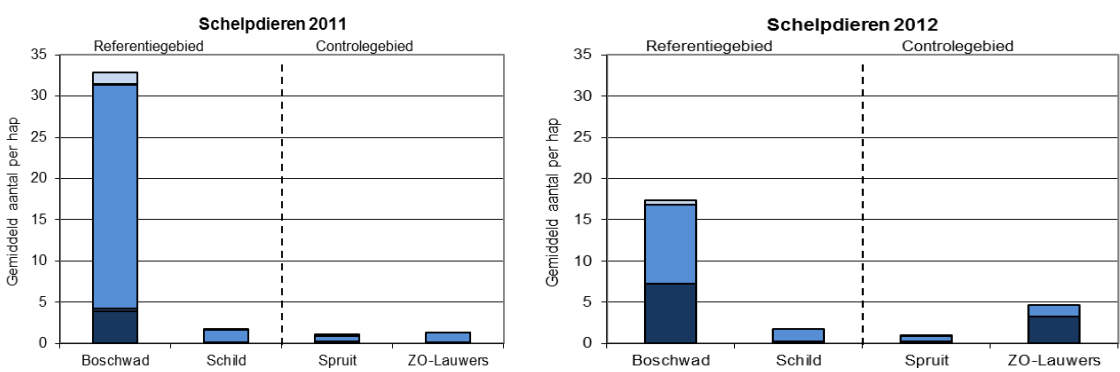 Schelpdieren 2011
Referentiegebied Controlegebied
Gemiddeld aantal per hap
35
30
25
20
15
10
5
0
Boschwad Schild Spruit ZO-Lauwers
Schelpdieren 2012
Referentiegebied Controlegebied
Gemiddeld aantal per hap
35
30
25
20
15
10
5
0
Boschwad Schild Spruit ZO-Lauwers